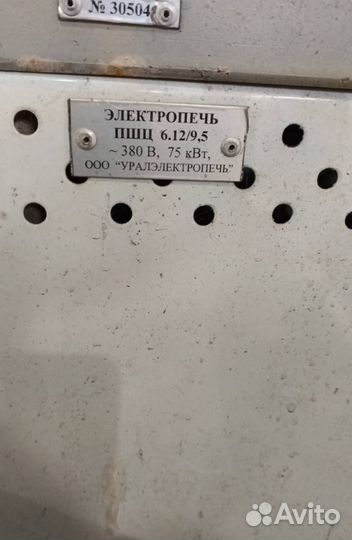 № 30504
ЭЛЕКТРОПЕЧЬ
ПШЦ 6.12/9,5
~ 380 В, 75 кВт,
ООО "УРАЛЭЛЕКТРОПЕЧЬ"
Avito